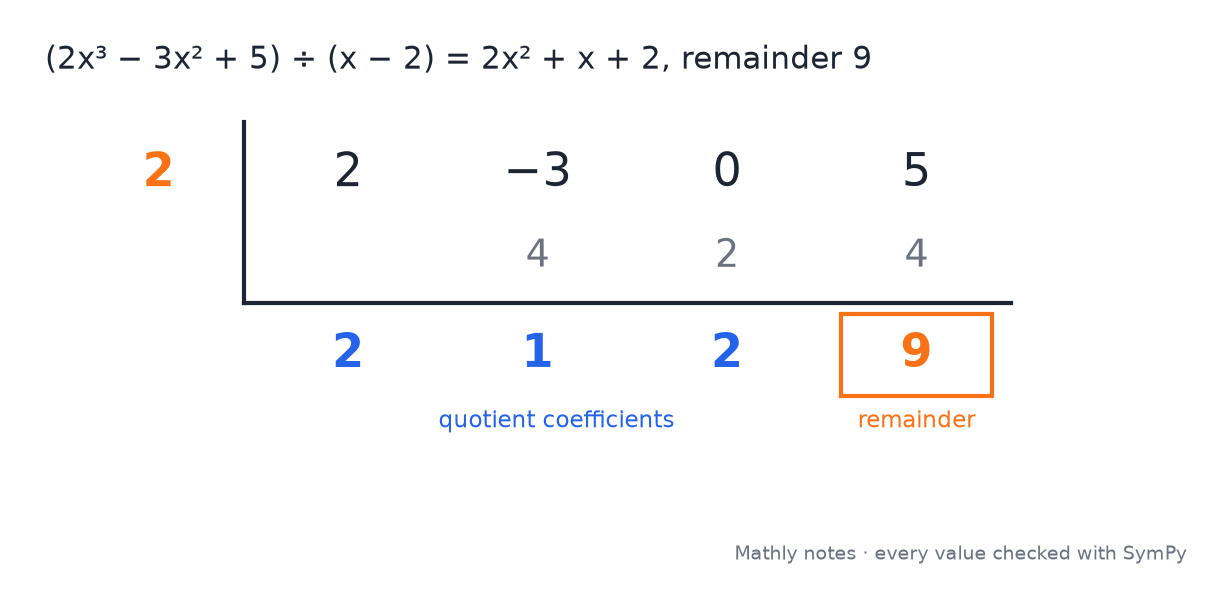 (2x³ − 3x² + 5) ÷ (x − 2) = 2x² + x + 2, remainder 9
2 2 −3 0 5
4 2 4
2 1 2 9
quotient coefficients remainder
Mathly notes · every value checked with SymPy